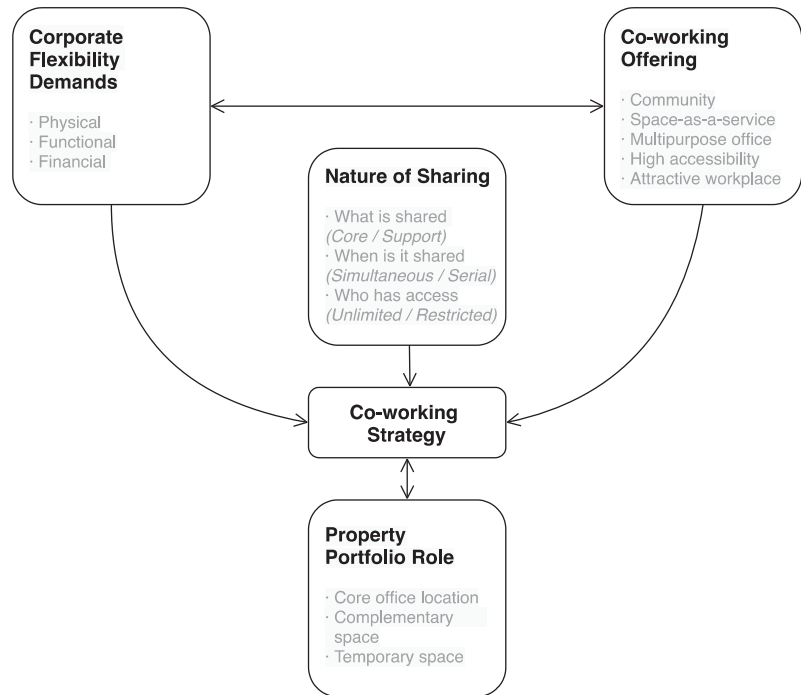 Corporate
Flexibility
Demands
· Physical
· Functional
· Financial
Co-working
Offering
· Community
· Space-as-a-service
· Multipurpose office
· High accessibility
· Attractive workplace
Nature of Sharing
· What is shared
(Core / Support)
· When is it shared
(Simultaneous / Serial)
· Who has access
(Unlimited / Restricted)
Co-working
Strategy
Property
Portfolio Role
· Core office location
· Complementary
space
· Temporary space